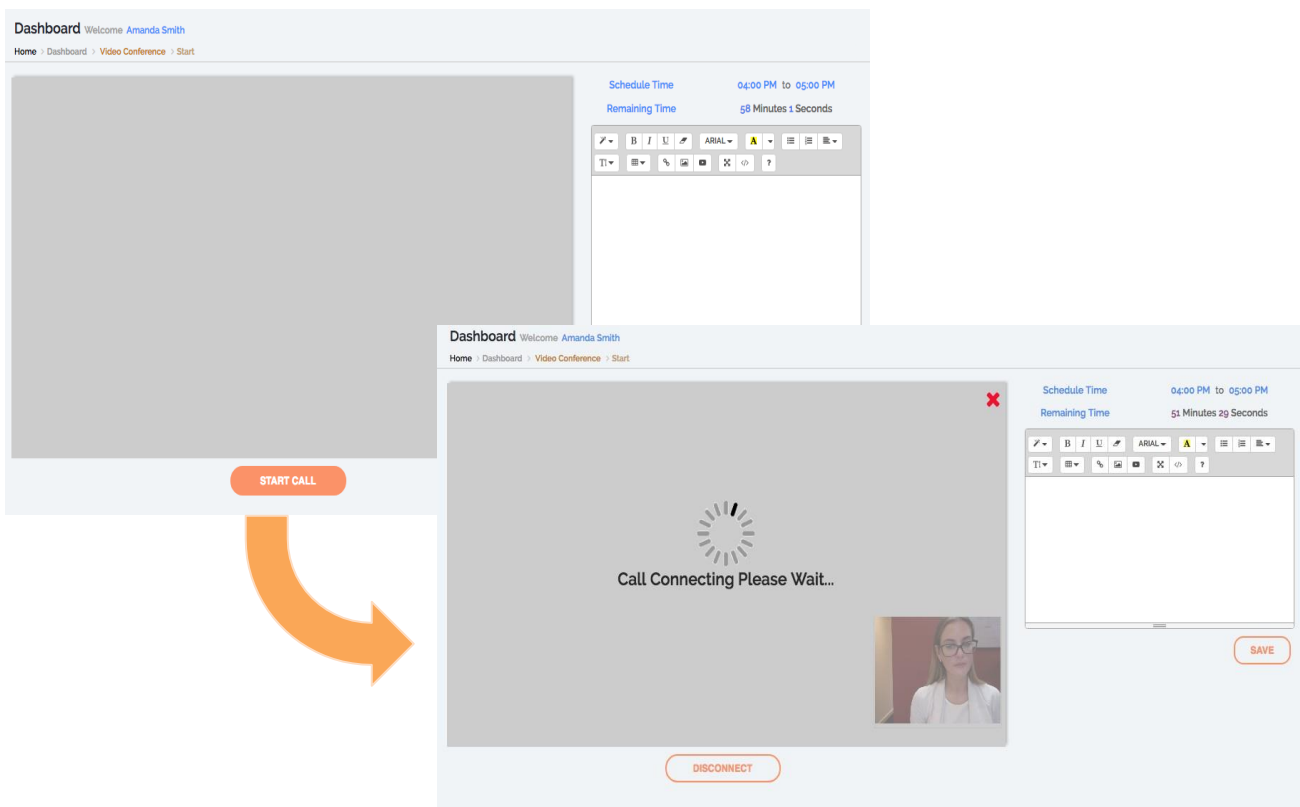 Dashboard Welcome Amanda Smith
Home > Dashboard > Video Conference > Start
Schedule Time 04:00 PM to 05:00 PM
Remaining Time 58 Minutes 1 Seconds
B I U ARIAL A
T! </> ?
START CALL
Dashboard Welcome Amanda Smith
Home > Dashboard > Video Conference > Start
Schedule Time 04:00 PM to 05:00 PM
Remaining Time 51 Minutes 29 Seconds
B I U ARIAL A
T! </> ?
Call Connecting Please Wait...
SAVE
DISCONNECT